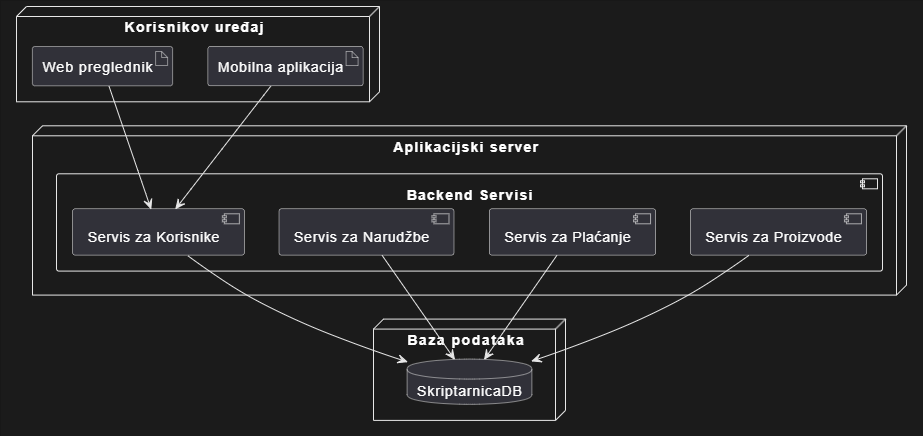 Korisnikov uređaj
Web preglednik
Mobilna aplikacija
Aplikacijski server
Backend Servisi
Servis za Korisnike
Servis za Narudžbe
Servis za Plaćanje
Servis za Proizvode
Baza podataka
SkriptarnicaDB